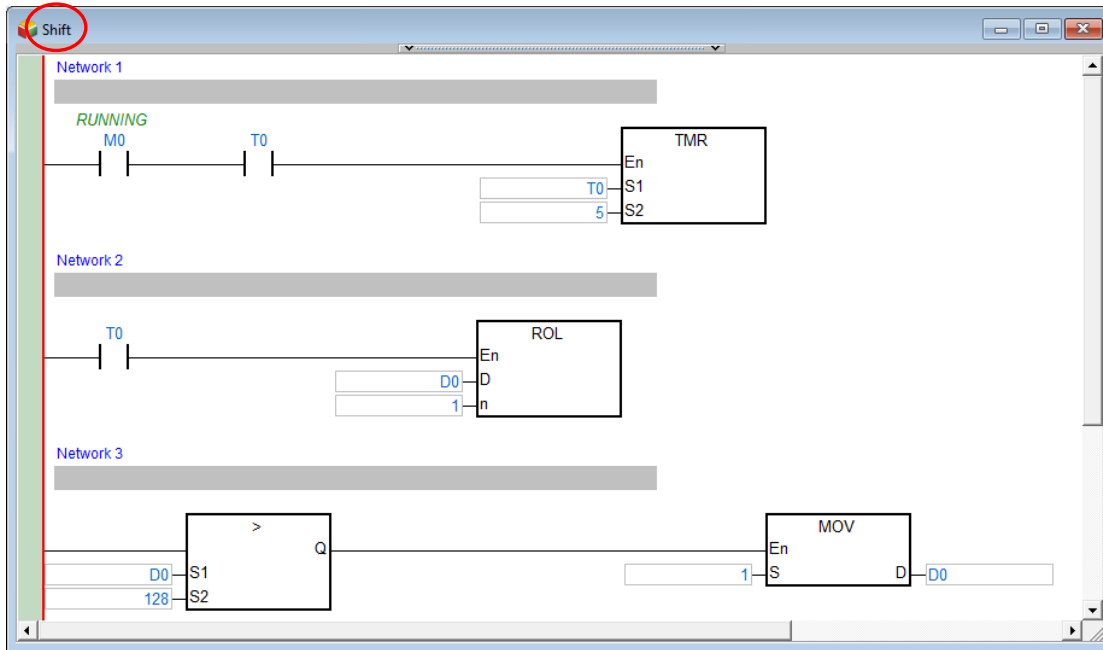 Shift
Network 1
RUNNING
M0 T0 TMR
En
T0 S1
5 S2
Network 2
T0 ROL
En
D0 D
1 n
Network 3
> MOV
Q En
D0 S1 1 S D D0
128 S2